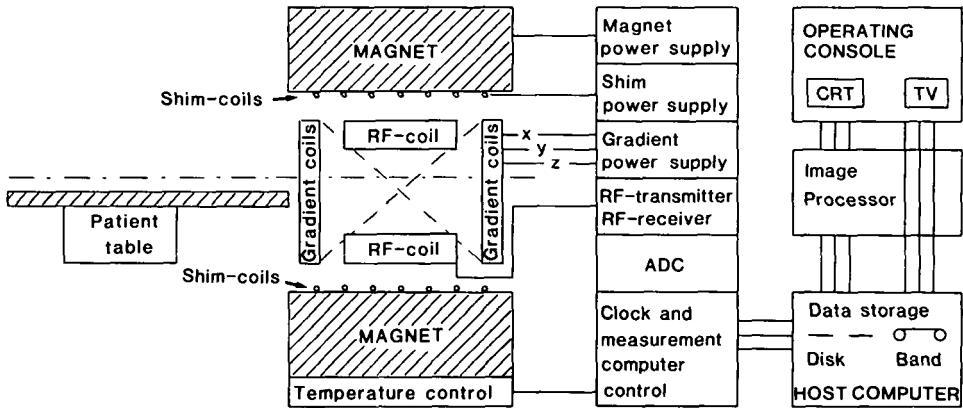 MAGNET
Shim-coils
Gradient coils
RF-coil
Gradient coils
RF-coil
x
y
z
Patient
table
Shim-coils
MAGNET
Temperature control
Magnet
power supply
Shim
power supply
Gradient
power supply
RF-transmitter
RF-receiver
ADC
Clock and
measurement
computer
control
OPERATING
CONSOLE
CRT
TV
Image
Processor
Data storage
Disk
Band
HOST COMPUTER